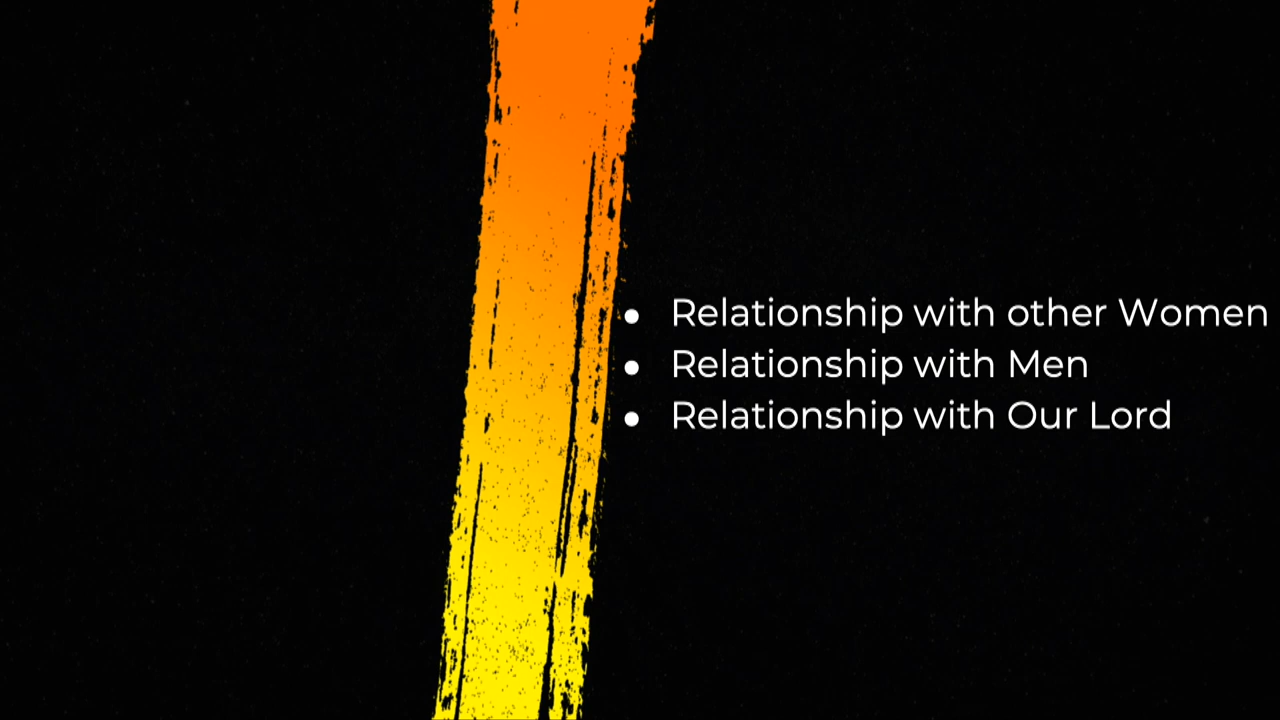 • Relationship with other Women
• Relationship with Men
• Relationship with Our Lord